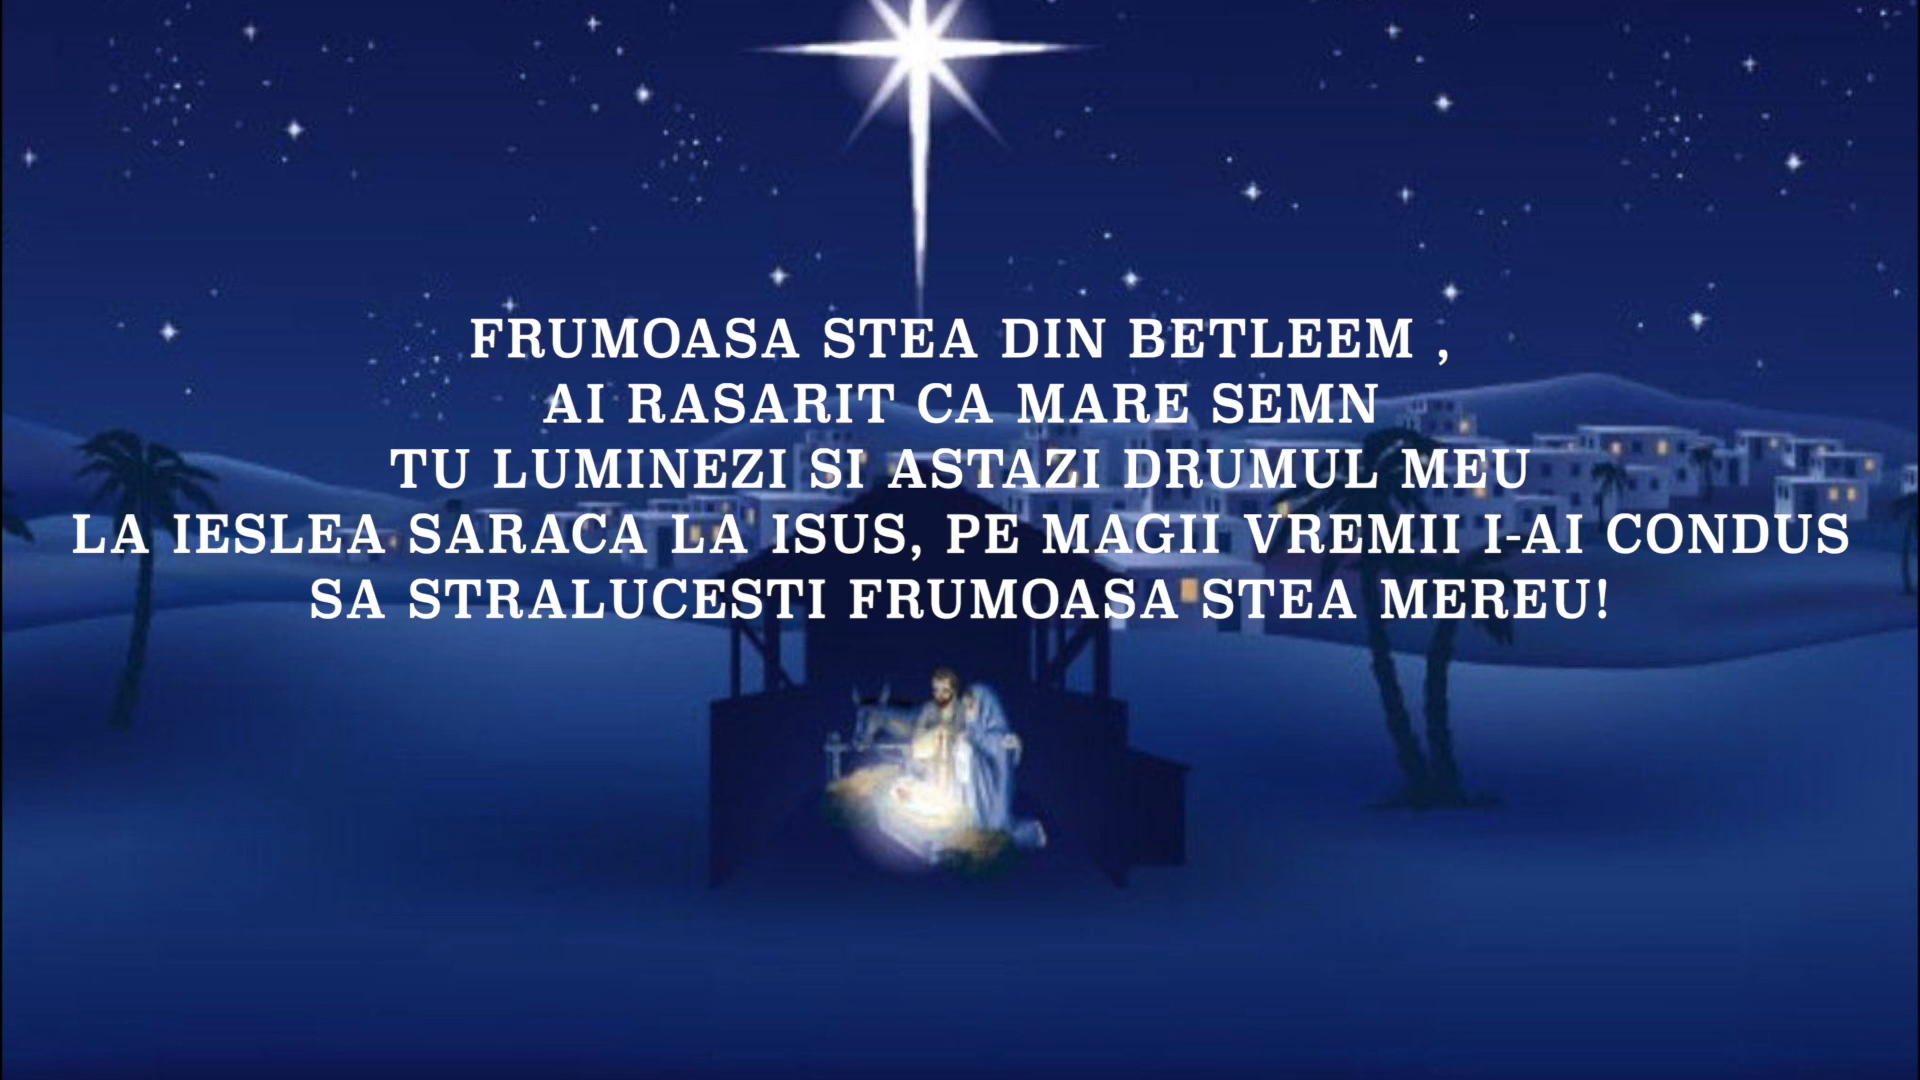 FRUMOASA STEA DIN BETLEEM ,
AI RASARIT CA MARE SEMN
TU LUMINEZI SI ASTAZI DRUMUL MEU
LA IESLEA SARACA LA ISUS, PE MAGII VREMII I-AI CONDUS
SA STRALUCESTI FRUMOASA STEA MEREU!